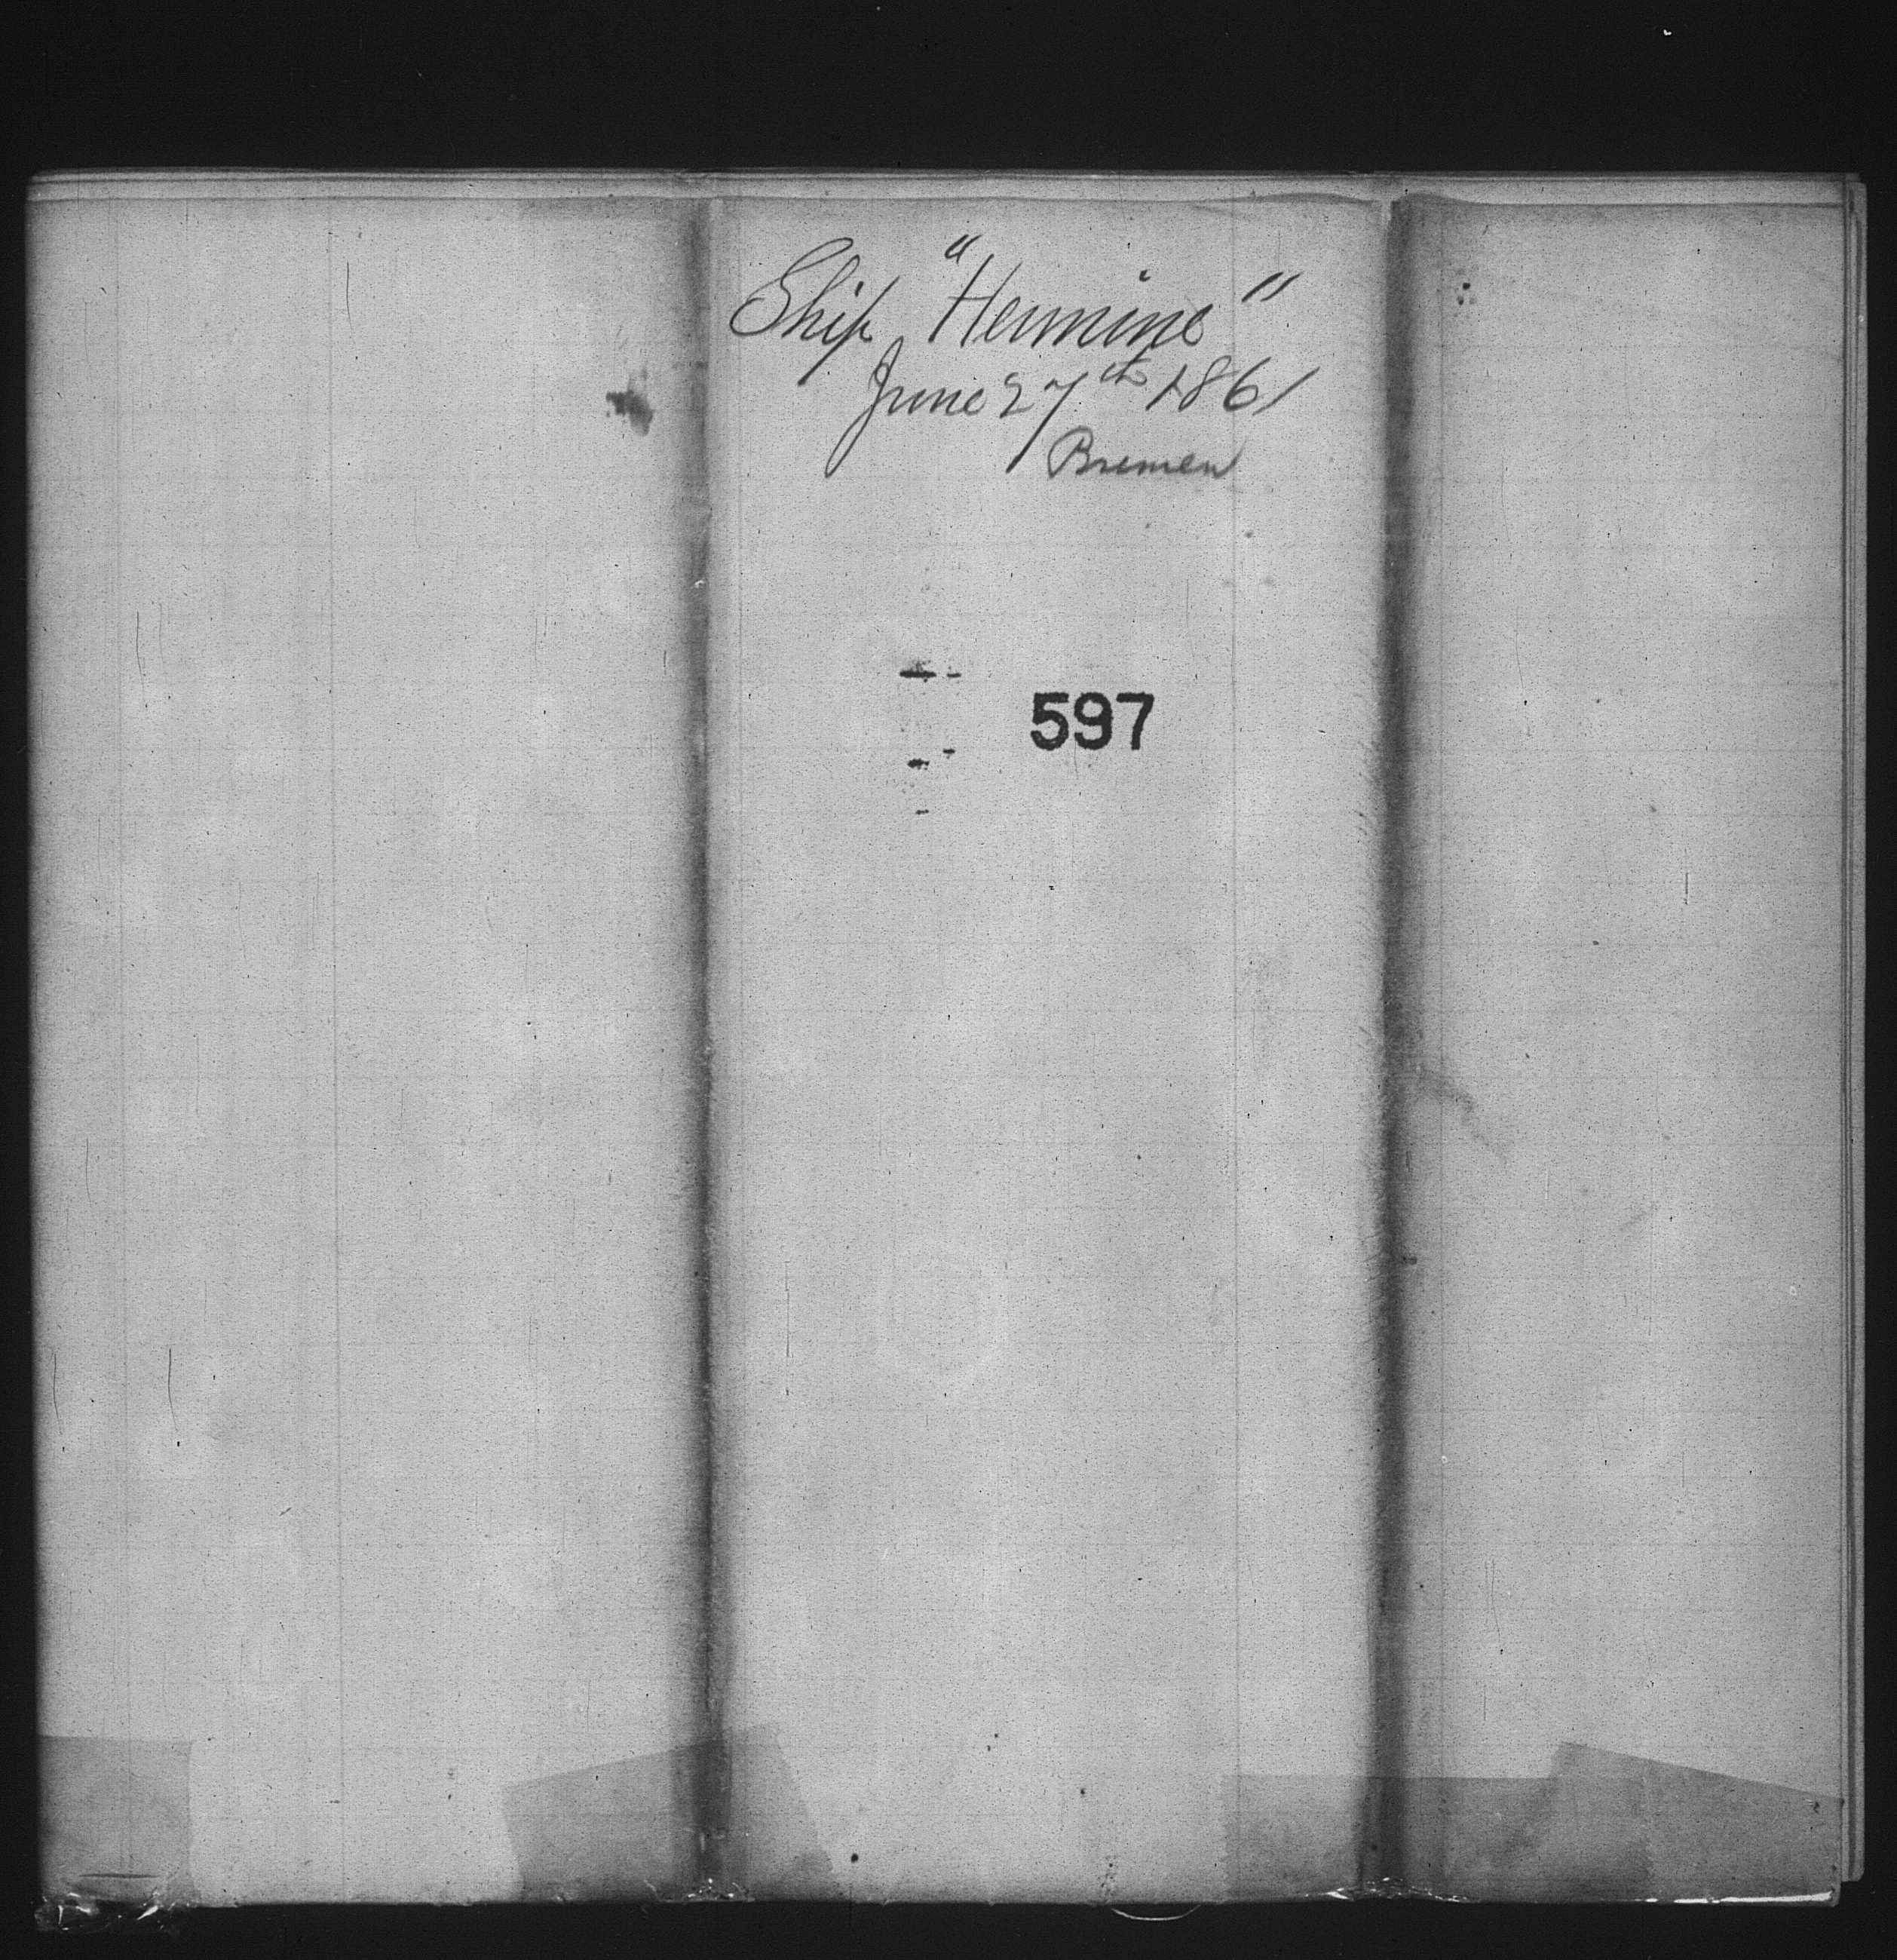 Ship "Hermine"
June 27th 1861
Bremen
597